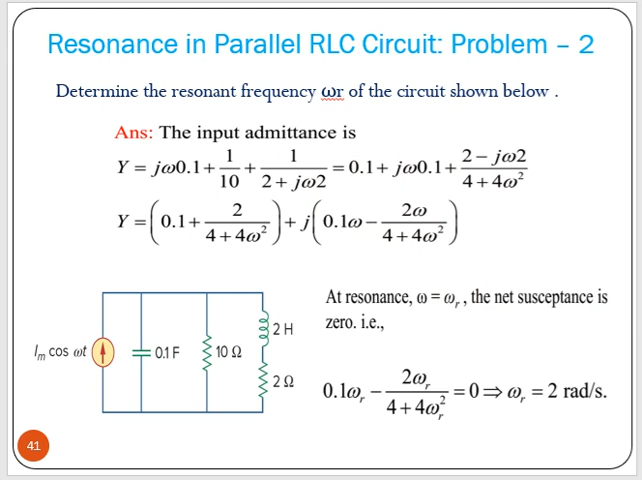 Resonance in Parallel RLC Circuit: Problem – 2
Determine the resonant frequency ωr of the circuit shown below .
Ans: The input admittance is
Y = jω0.1 + 1/10 + 1/(2 + jω2) = 0.1 + jω0.1 + (2 − jω2)/(4 + 4ω²)
Y = (0.1 + 2/(4 + 4ω²)) + j(0.1ω − 2ω/(4 + 4ω²))
At resonance, ω = ωr, the net susceptance is
zero. i.e.,
0.1ωr − 2ωr/(4 + 4ωr²) = 0 ⇒ ωr = 2 rad/s.
Im cos ωt
0.1 F
10 Ω
2 H
2 Ω
41